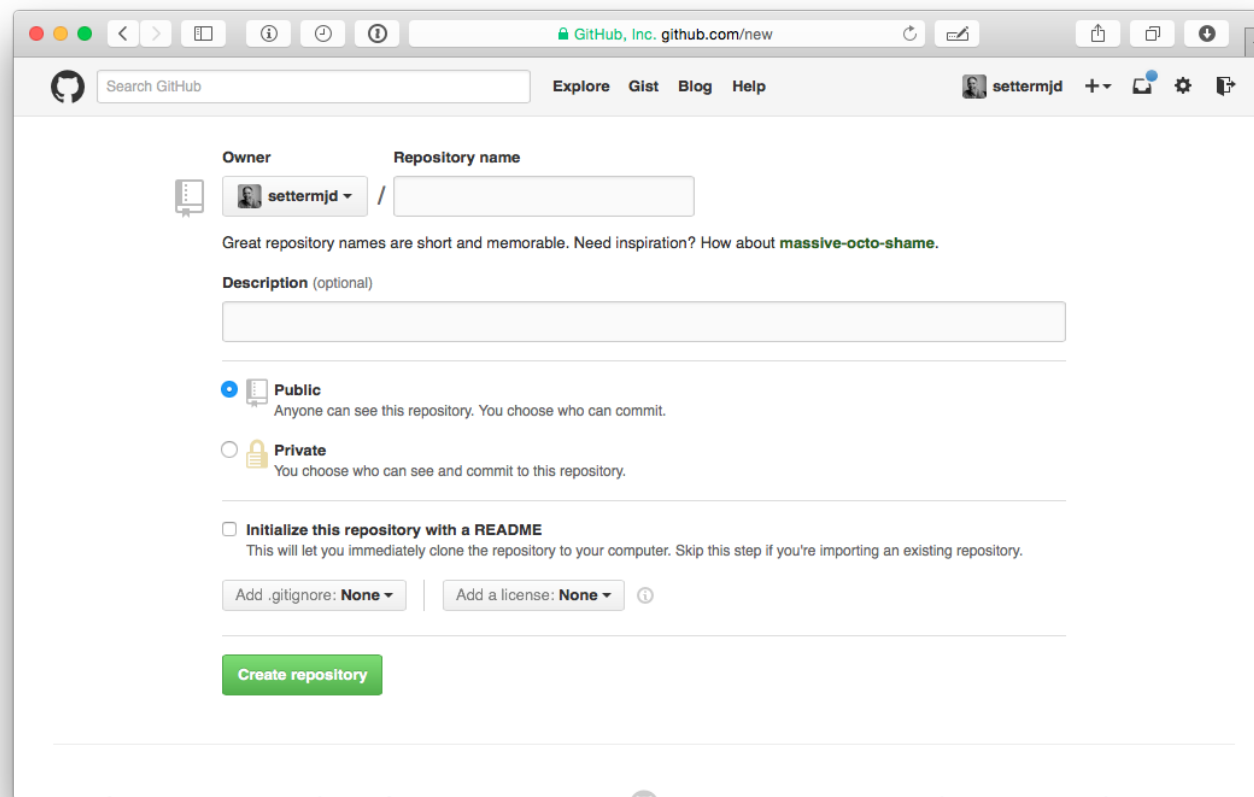 GitHub, Inc. github.com/new
Search GitHub
Explore Gist Blog Help
settermjd
Owner Repository name
settermjd /
Great repository names are short and memorable. Need inspiration? How about massive-octo-shame.
Description (optional)
Public
Anyone can see this repository. You choose who can commit.
Private
You choose who can see and commit to this repository.
Initialize this repository with a README
This will let you immediately clone the repository to your computer. Skip this step if you're importing an existing repository.
Add .gitignore: None Add a license: None
Create repository